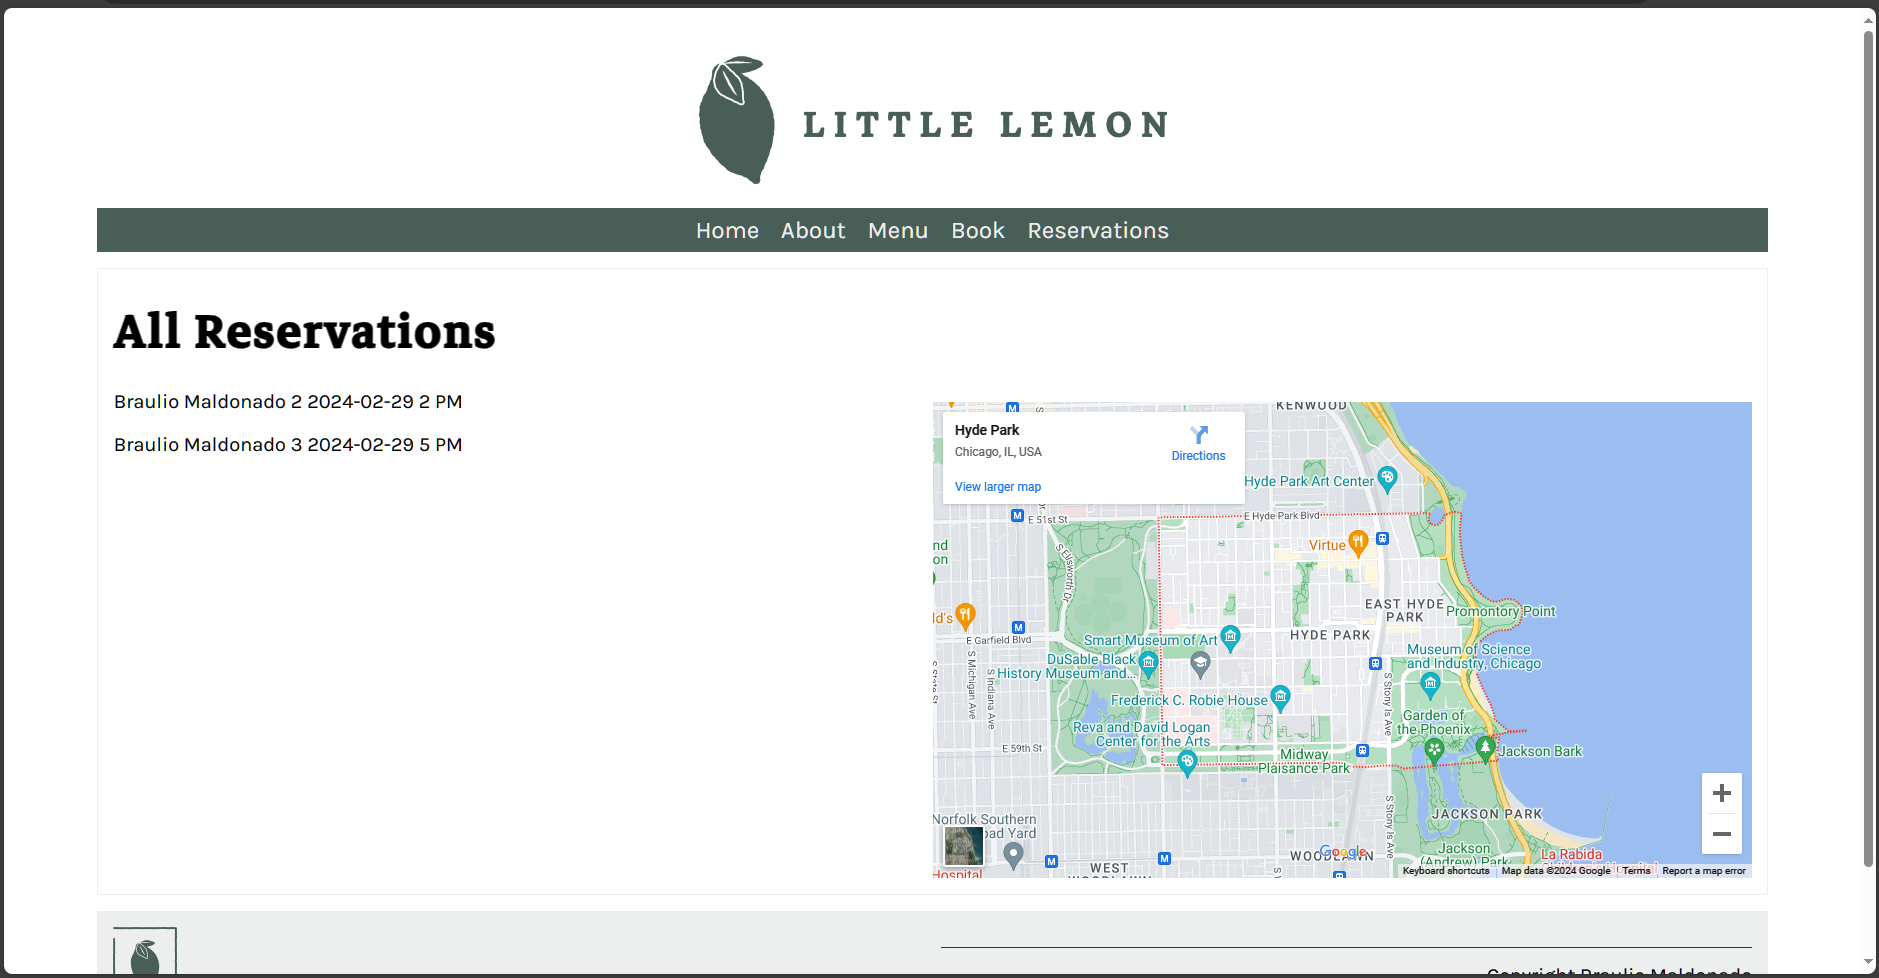 LITTLE LEMON
Home About Menu Book Reservations
All Reservations
Braulio Maldonado 2 2024-02-29 2 PM
Braulio Maldonado 3 2024-02-29 5 PM
KENWOOD
Hyde Park
Chicago, IL, USA
Directions
View larger map
Hyde Park Art Center
E 51st St
E Hyde Park Blvd
S Ellsworth Dr
Virtue
EAST HYDE
PARK
Promontory Point
E Garfield Blvd
HYDE PARK
Smart Museum of Art
Museum of Science
and Industry, Chicago
DuSable Black
History Museum and...
S Michigan Ave
S Indiana Ave
S Stony Is Ave
Frederick C. Robie House
Garden of
the Phoenix
Reva and David Logan
Center for the Arts
E 59th St
Midway
Plaisance Park
Jackson Bark
S Stony Is Ave
JACKSON PARK
Norfolk Southern
oad Yard
Jackson
(Andrew) Park
WOODLAWN
Google
La Rabida
WEST
WOODLAWN
Hospital
Keyboard shortcuts Map data ©2024 Google Terms Report a map error
Copyright Braulio Maldonado